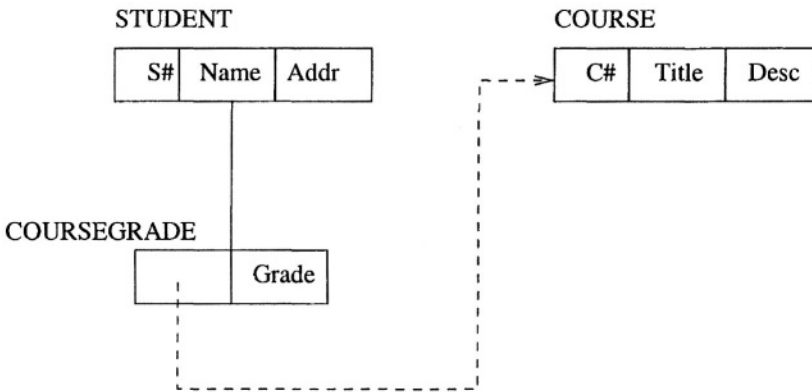 STUDENT
S# Name Addr
COURSE
C# Title Desc
COURSEGRADE
Grade